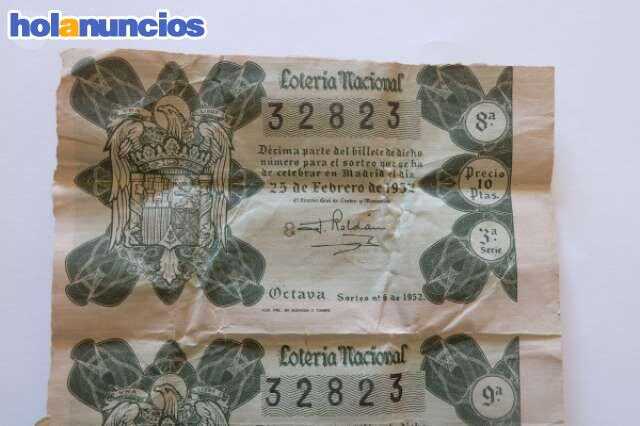 holanuncios
Lotería Nacional
32823
8ª
Décima parte del billete de dicho
número para el sorteo que se ha
de celebrar en Madrid el día
25 de Febrero de 1952
Precio
10
Ptas.
8
J. Roldán
3ª
Serie
Octava Sorteo nº 6 de 1952.
Lotería Nacional
32823
9ª